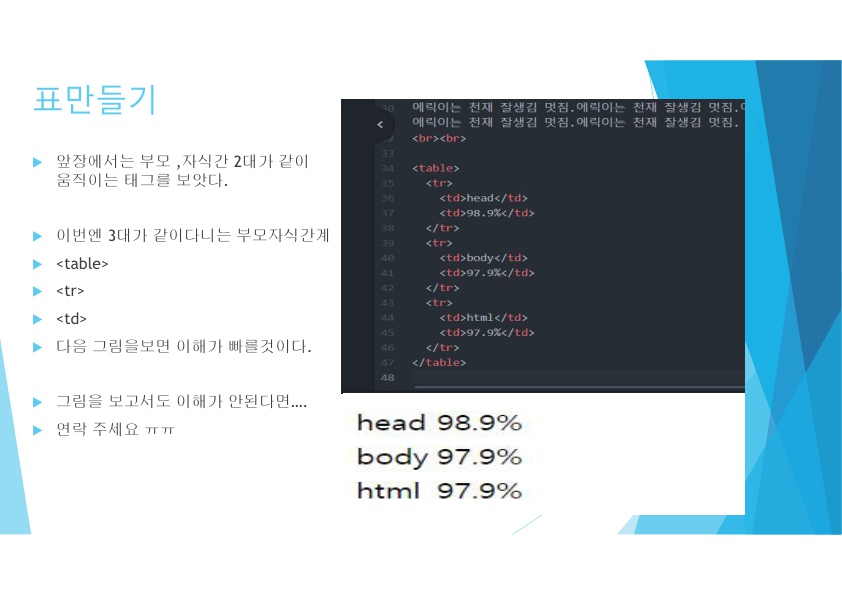 표만들기
앞장에서는 부모 ,자식간 2대가 같이
움직이는 태그를 보앗다.
이번엔 3대가 같이다니는 부모자식간계
<table>
<tr>
<td>
다음 그림을보면 이해가 빠를것이다.
그림을 보고서도 이해가 안된다면....
연락 주세요 ㅠㅠ
에릭이는 천재 잘생김 멋짐.에릭이는 천재 잘생김 멋짐.
에릭이는 천재 잘생김 멋짐.에릭이는 천재 잘생김 멋짐.
<br><br>
33
34 <table>
35 <tr>
36 <td>head</td>
37 <td>98.9%</td>
38 </tr>
39 <tr>
40 <td>body</td>
41 <td>97.9%</td>
42 </tr>
43 <tr>
44 <td>html</td>
45 <td>97.9%</td>
46 </tr>
47 </table>
48
head 98.9%
body 97.9%
html 97.9%